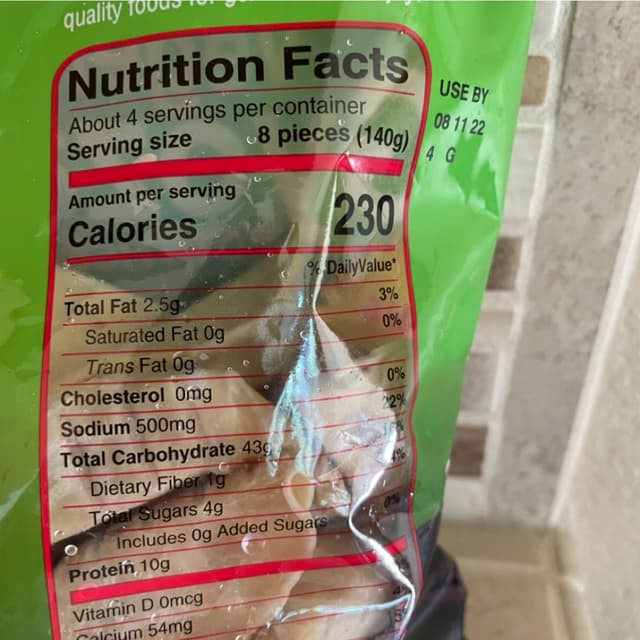 quality foods
Nutrition Facts
About 4 servings per container
Serving size 8 pieces (140g)
Amount per serving
Calories 230
% DailyValue*
Total Fat 2.5g 3%
Saturated Fat 0g 0%
Trans Fat 0g
Cholesterol 0mg 0%
Sodium 500mg 22%
Total Carbohydrate 43g
Dietary Fiber 1g
Total Sugars 4g
Includes 0g Added Sugars 0%
Protein 10g
Vitamin D 0mcg
Calcium 54mg
USE BY
08 11 22
4 G